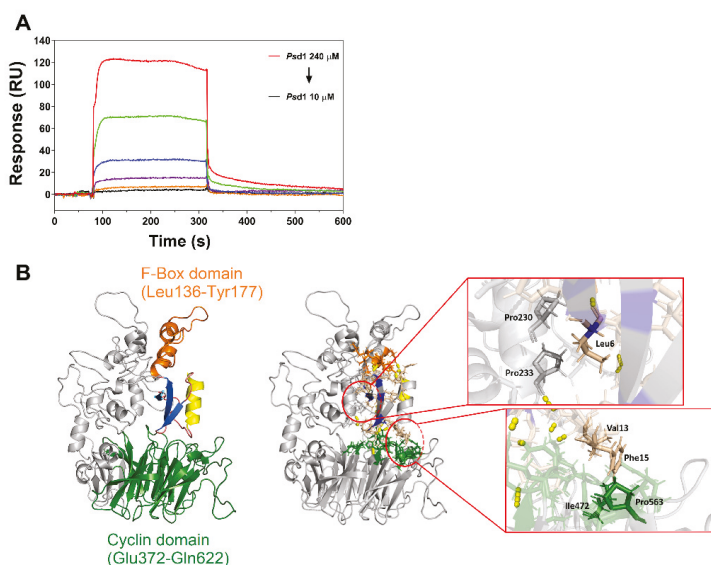 A
Response (RU)
140
120
100
80
60
40
20
0
Psd1 240 μM
Psd1 10 μM
0 100 200 300 400 500 600
Time (s)
B
F-Box domain
(Leu136-Tyr177)
Cyclin domain
(Glu372-Gln622)
Pro230
Leu6
Pro233
Val13
Phe15
Ile472
Pro563